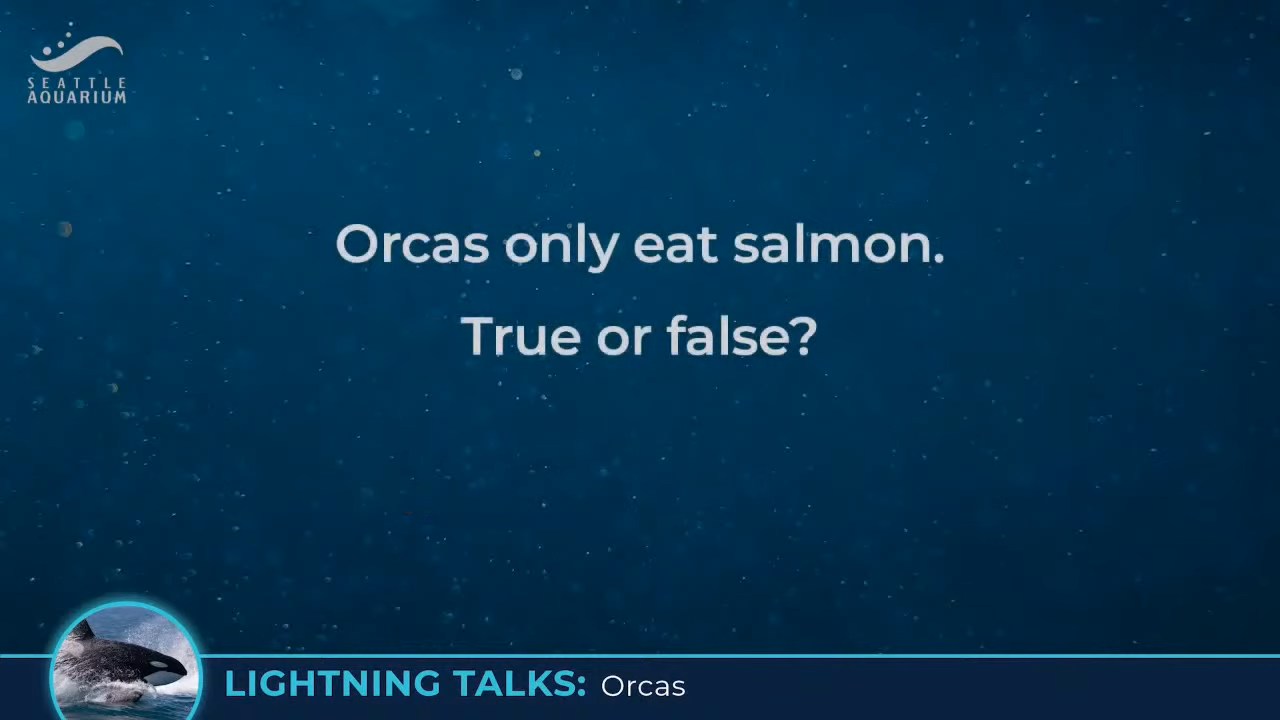 SEATTLE
AQUARIUM
Orcas only eat salmon.
True or false?
LIGHTNING TALKS: Orcas